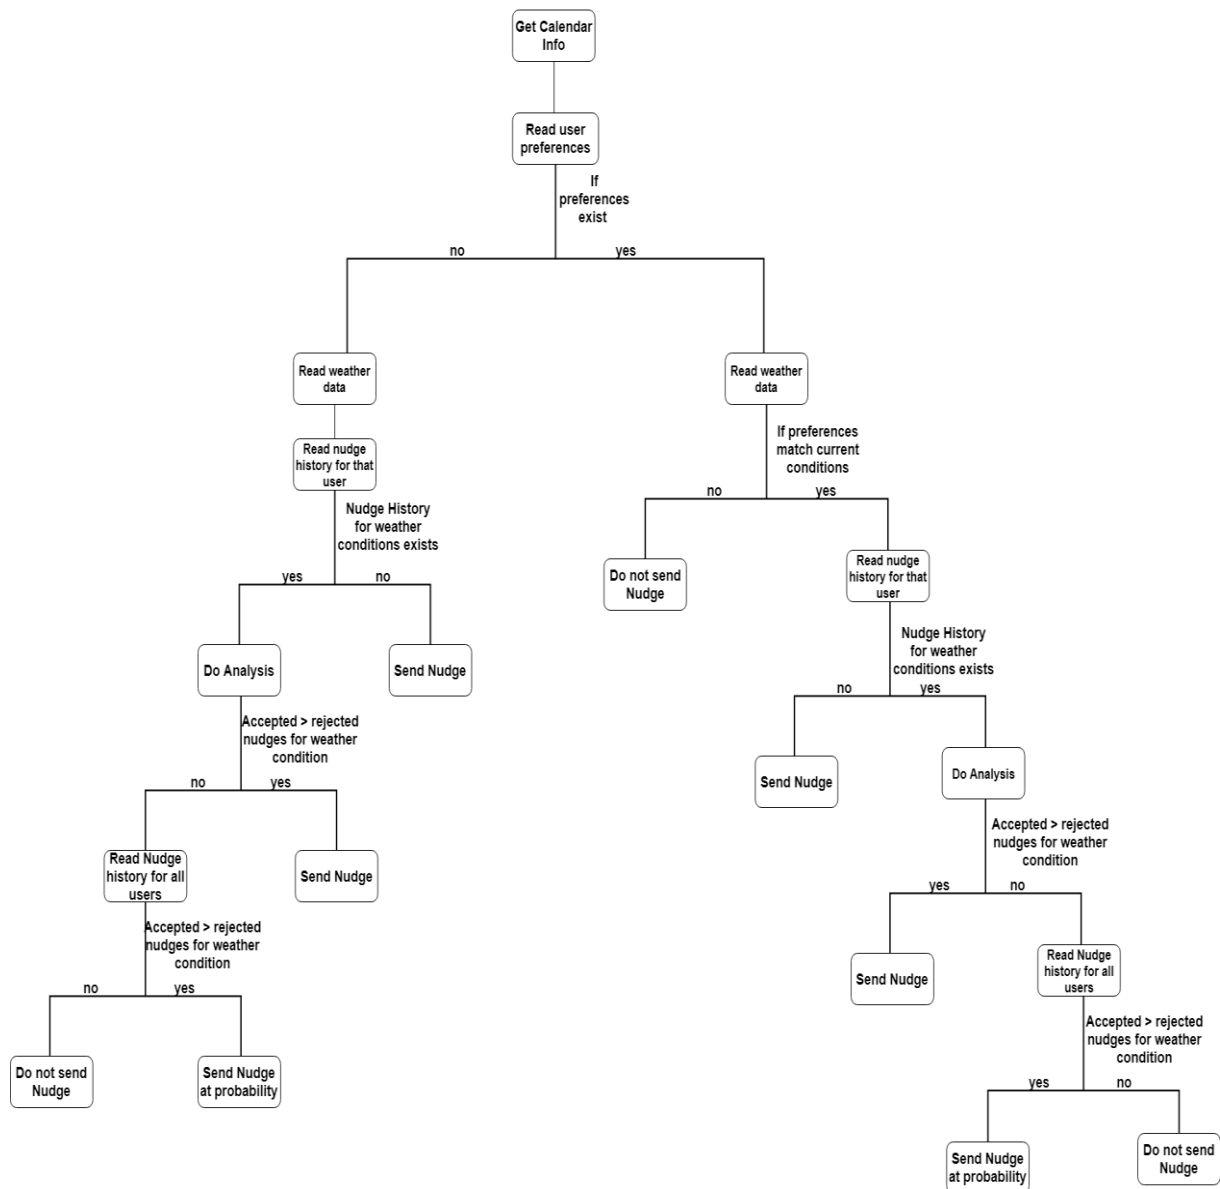 Get Calendar
Info
Read user
preferences
If
preferences
exist
no
yes
Read weather
data
Read weather
data
If preferences
match current
conditions
Read nudge
history for that
user
no
yes
Nudge History
for weather
conditions exists
Do not send
Nudge
Read nudge
history for that
user
yes
no
Nudge History
for weather
conditions exists
Do Analysis
Send Nudge
no
yes
Accepted > rejected
nudges for weather
condition
Send Nudge
Do Analysis
no
yes
Accepted > rejected
nudges for weather
condition
Read Nudge
history for all
users
Send Nudge
yes
no
Accepted > rejected
nudges for weather
condition
Send Nudge
Read Nudge
history for all
users
no
yes
Accepted > rejected
nudges for weather
condition
Do not send
Nudge
Send Nudge
at probability
yes
no
Send Nudge
at probability
Do not send
Nudge